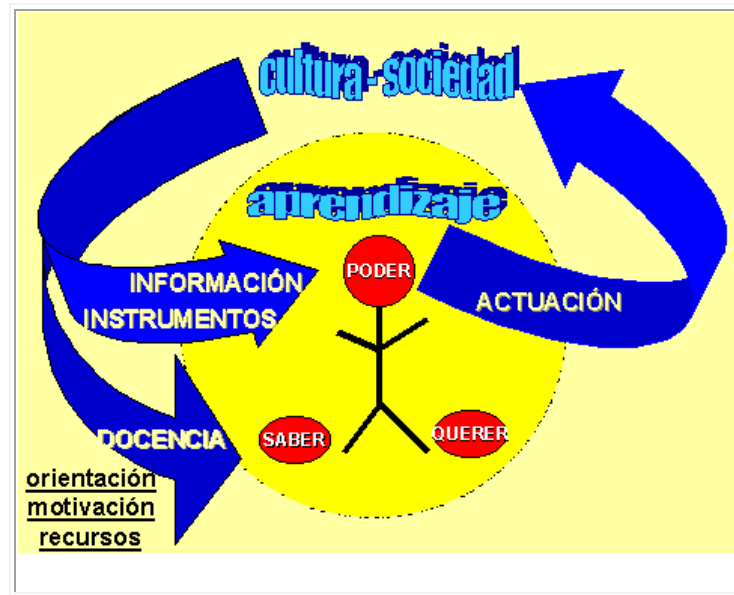 cultura - sociedad
aprendizaje
PODER
INFORMACIÓN
INSTRUMENTOS
ACTUACIÓN
DOCENCIA
SABER
QUERER
orientación
motivación
recursos